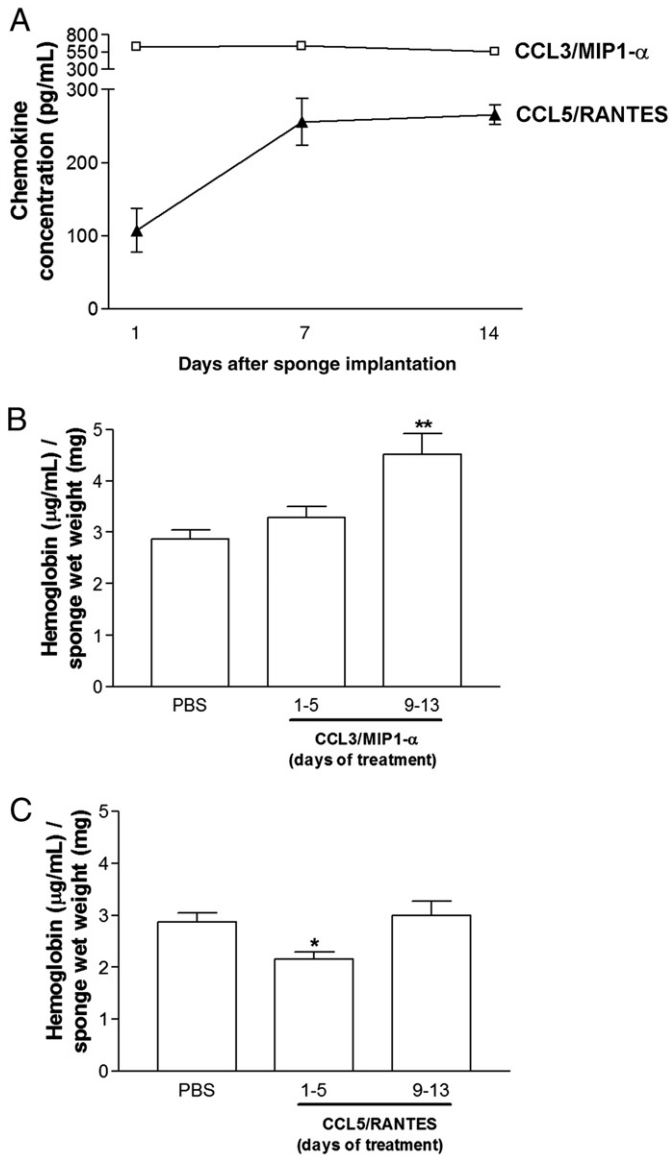 A
Chemokine
concentration (pg/mL)
800
550
300
300
200
100
0
CCL3/MIP1-α
CCL5/RANTES
1 7 14
Days after sponge implantation
B
Hemoglobin (µg/mL) /
sponge wet weight (mg)
5
4
3
2
1
0
**
PBS 1-5 9-13
CCL3/MIP1-α
(days of treatment)
C
Hemoglobin (µg/mL) /
sponge wet weight (mg)
5
4
3
2
1
0
*
PBS 1-5 9-13
CCL5/RANTES
(days of treatment)